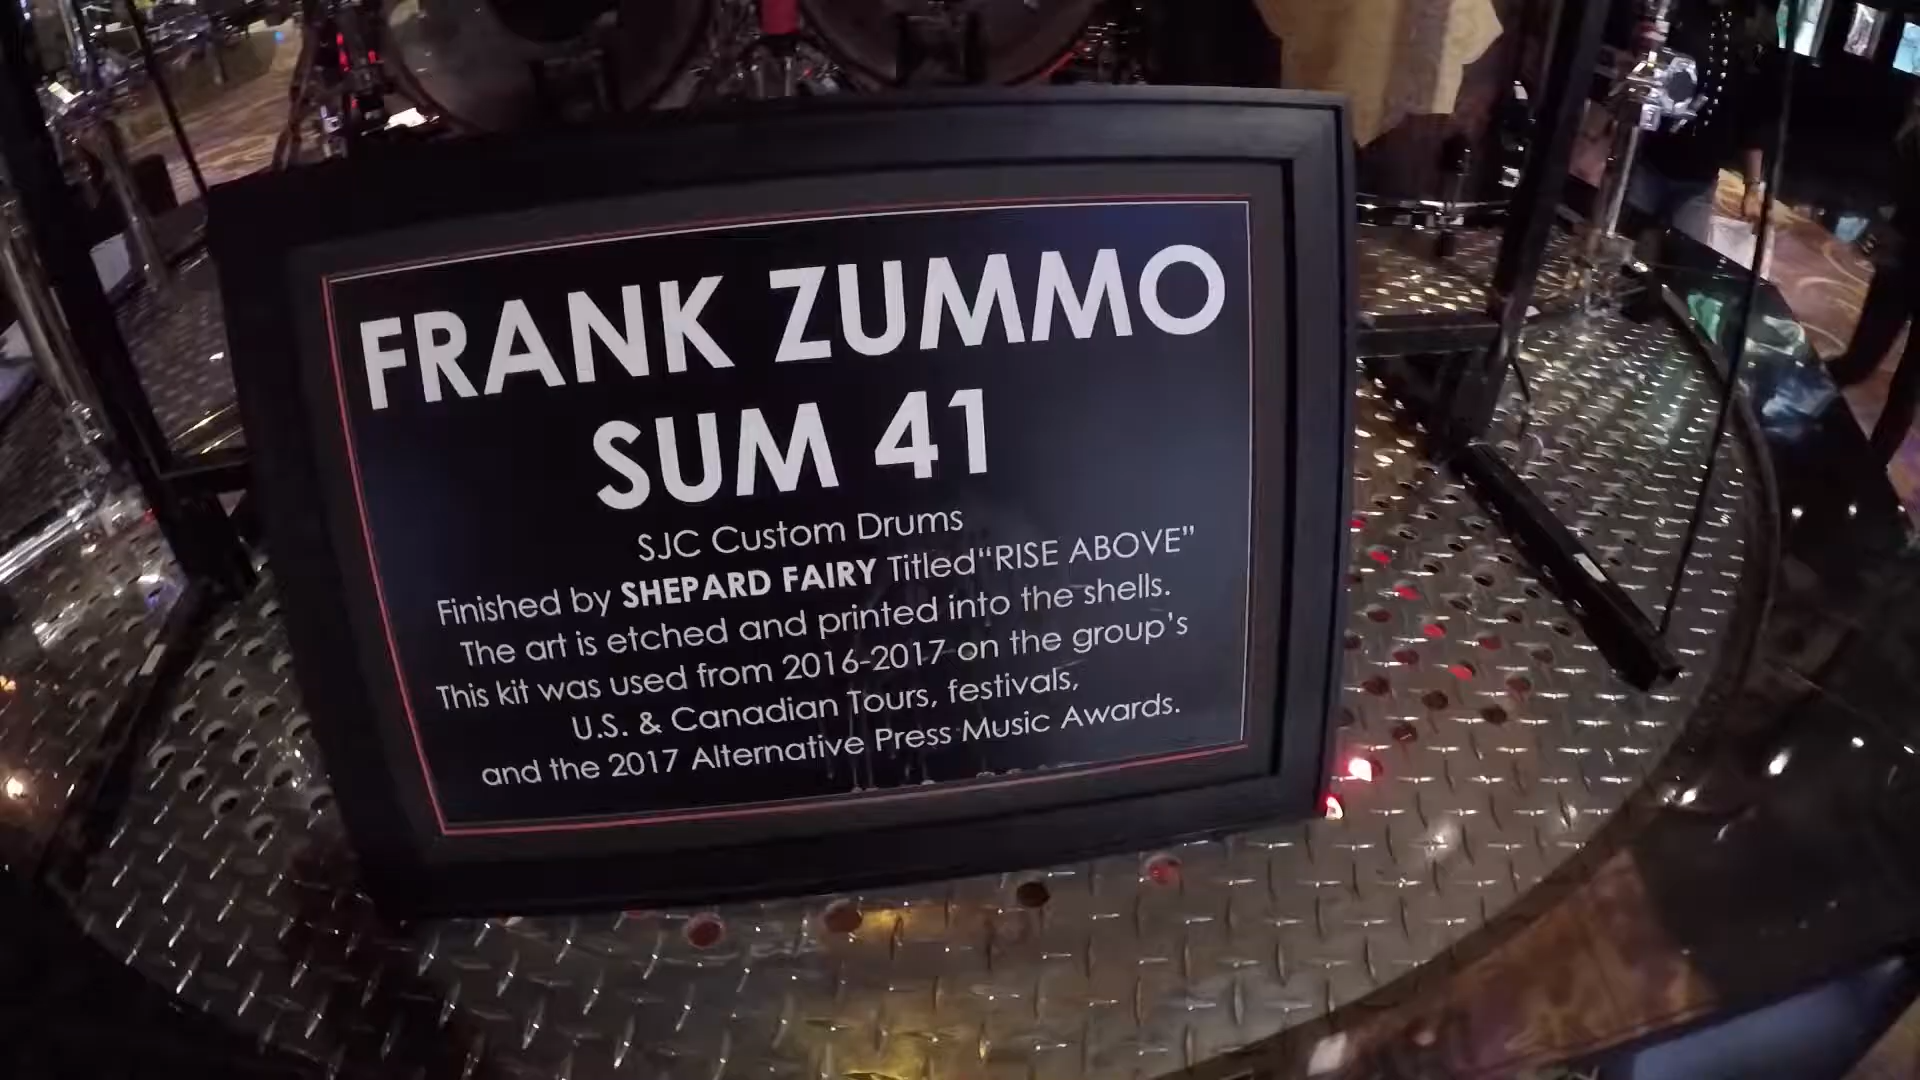 FRANK ZUMMO
SUM 41
SJC Custom Drums
Finished by SHEPARD FAIRY Titled“RISE ABOVE”
The art is etched and printed into the shells.
This kit was used from 2016-2017 on the group’s
U.S. & Canadian Tours, festivals,
and the 2017 Alternative Press Music Awards.